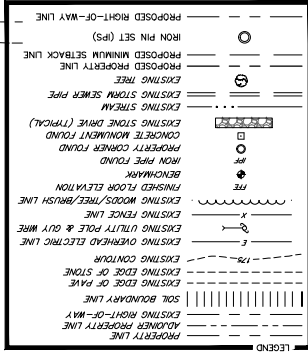 LEGEND
PROPERTY LINE
ADJOINER PROPERTY LINE
EXISTING RIGHT-OF-WAY
SOIL BOUNDARY LINE
EXISTING EDGE OF PAVE
EXISTING EDGE OF STONE
EXISTING CONTOUR 175
EXISTING OVERHEAD ELECTRIC LINE E
EXISTING UTILITY POLE & GUY WIRE
EXISTING FENCE LINE X
EXISTING WOODS/TREE/BRUSH LINE
FINISHED FLOOR ELEVATION FFE
BENCHMARK
IRON PIPE FOUND IPF
PROPERTY CORNER FOUND
CONCRETE MONUMENT FOUND
EXISTING STONE DRIVE (TYPICAL)
EXISTING STREAM
EXISTING STORM SEWER PIPE
EXISTING TREE
PROPOSED PROPERTY LINE
PROPOSED MINIMUM SETBACK LINE
IRON PIN SET (IPS)
PROPOSED RIGHT-OF-WAY LINE